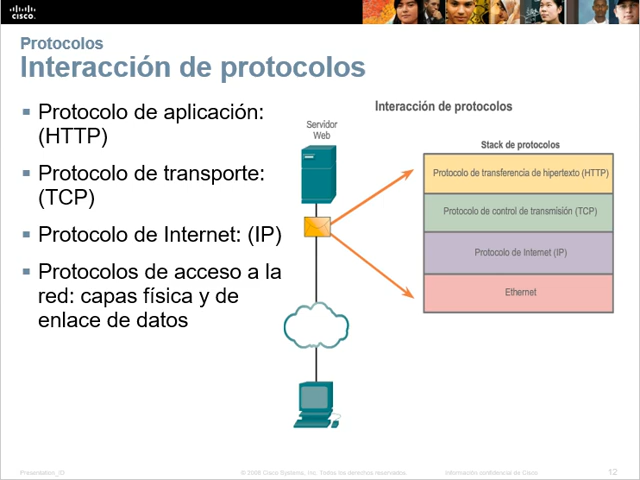 CISCO
Protocolos
Interacción de protocolos
Protocolo de aplicación:
(HTTP)
Protocolo de transporte:
(TCP)
Protocolo de Internet: (IP)
Protocolos de acceso a la
red: capas física y de
enlace de datos
Interacción de protocolos
Servidor
Web
Stack de protocolos
Protocolo de transferencia de hipertexto (HTTP)
Protocolo de control de transmisión (TCP)
Protocolo de Internet (IP)
Ethernet
Presentation_ID
© 2008 Cisco Systems, Inc. Todos los derechos reservados.
Información confidencial de Cisco
12